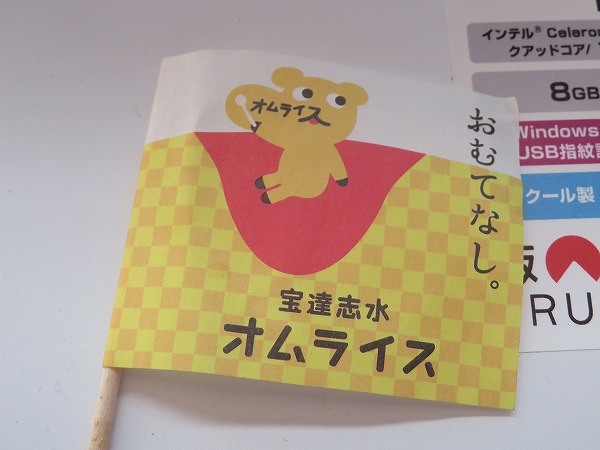 オムライス
おむてなし。
宝達志水
オムライス
インテル® Celero
クアッドコア/
8GB
Windows
USB指紋
クール製
RU